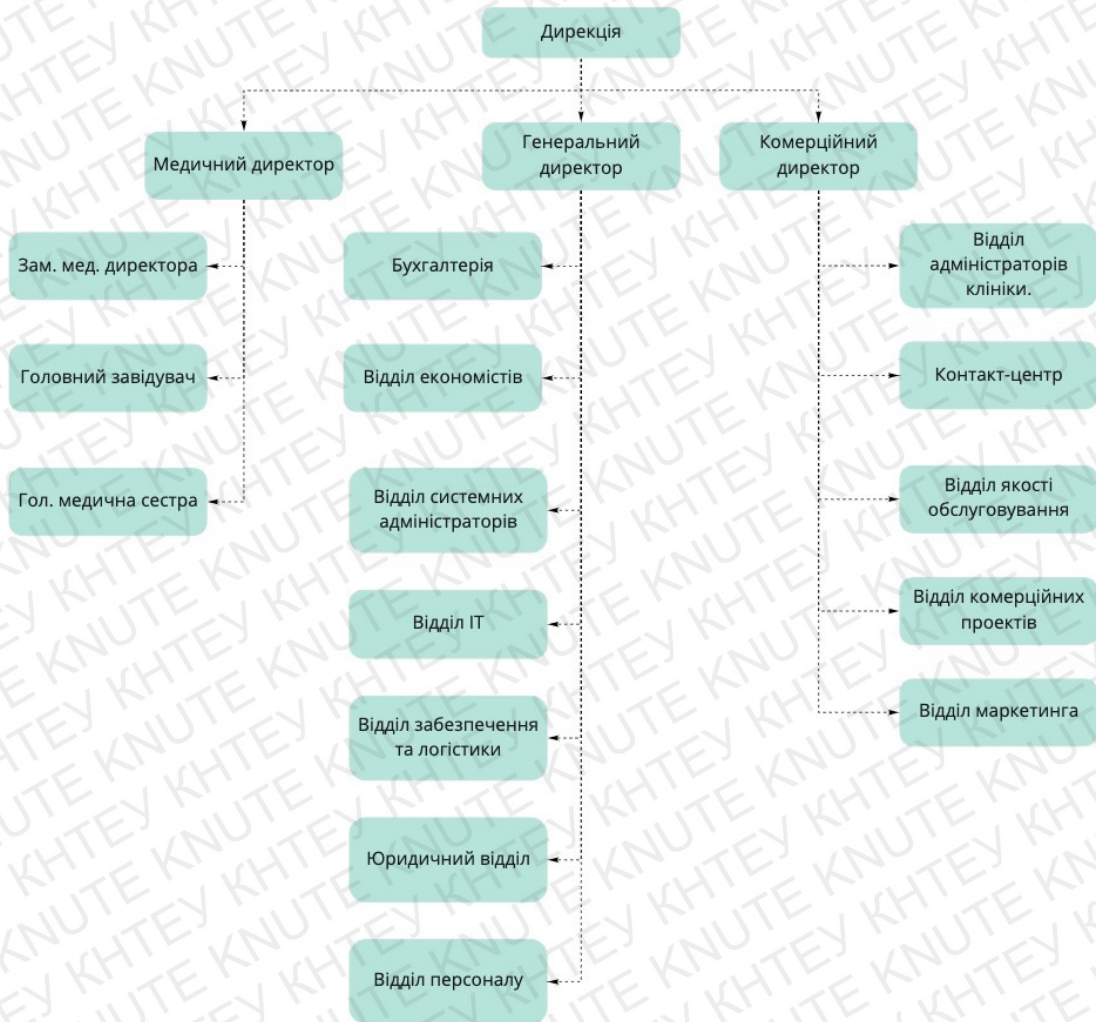 Дирекція
Медичний директор
Генеральний
директор
Комерційний
директор
Зам. мед. директора
Головний завідувач
Гол. медична сестра
Бухгалтерія
Відділ економістів
Відділ системних
адміністраторів
Відділ ІТ
Відділ забезпечення
та логістики
Юридичний відділ
Відділ персоналу
Відділ
адміністраторів
клініки.
Контакт-центр
Відділ якості
обслуговування
Відділ комерційних
проектів
Відділ маркетинга
KNUTE КНТЕУ